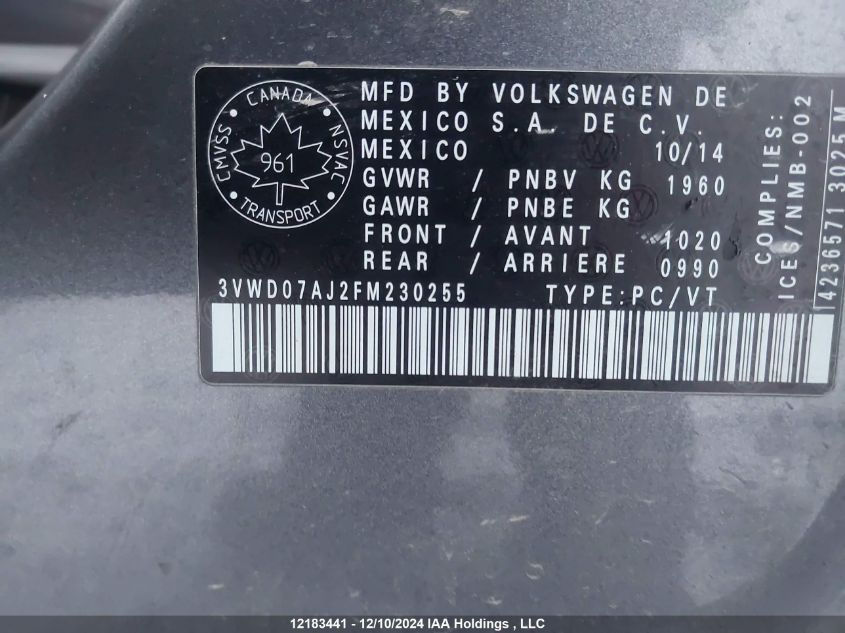 CANADA
CMVSS
NSVAC
961
TRANSPORT
MFD BY VOLKSWAGEN DE
MEXICO S.A. DE C.V.
MEXICO 10/14
GVWR / PNBV KG 1960
GAWR / PNBE KG
FRONT / AVANT 1020
REAR / ARRIERE 0990
3VWD07AJ2FM230255 TYPE:PC/VT
COMPLIES:
ICES/NMB-002
14236571 3025 M
12183441 - 12/10/2024 IAA Holdings , LLC